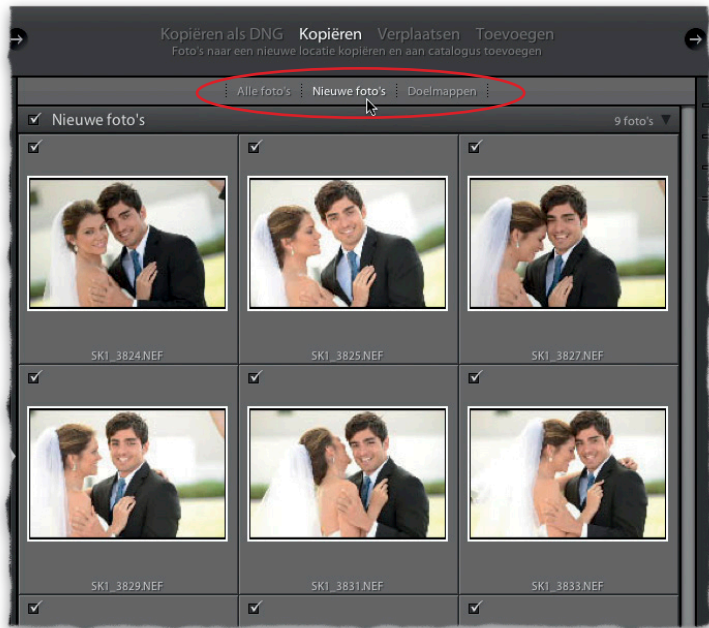 Kopiëren als DNG Kopiëren Verplaatsen Toevoegen
Foto's naar een nieuwe locatie kopiëren en aan catalogus toevoegen
Alle foto's Nieuwe foto's Doelmappen
Nieuwe foto's 9 foto's
SK1_3824.NEF SK1_3825.NEF SK1_3827.NEF
SK1_3829.NEF SK1_3831.NEF SK1_3833.NEF